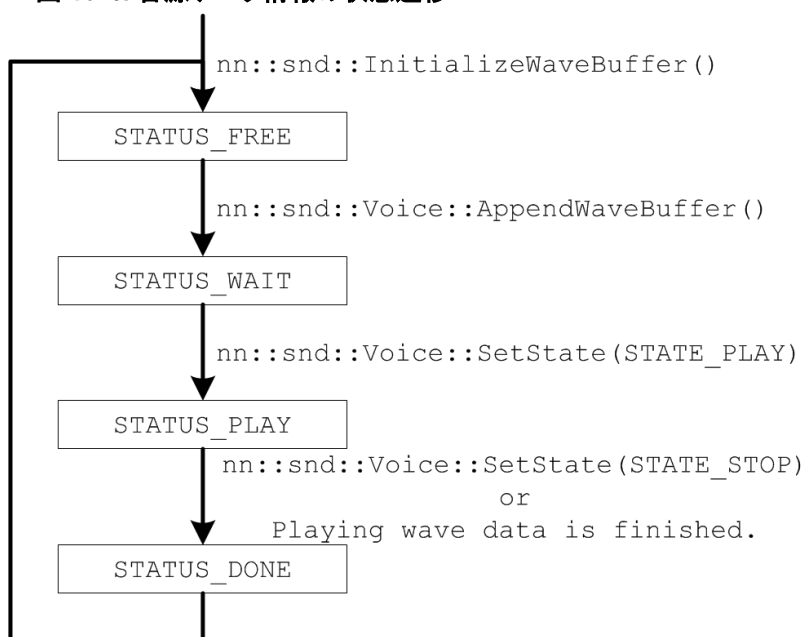 nn::snd::InitializeWaveBuffer()
STATUS_FREE
nn::snd::Voice::AppendWaveBuffer()
STATUS_WAIT
nn::snd::Voice::SetState(STATE_PLAY)
STATUS_PLAY
nn::snd::Voice::SetState(STATE_STOP)
or
Playing wave data is finished.
STATUS_DONE